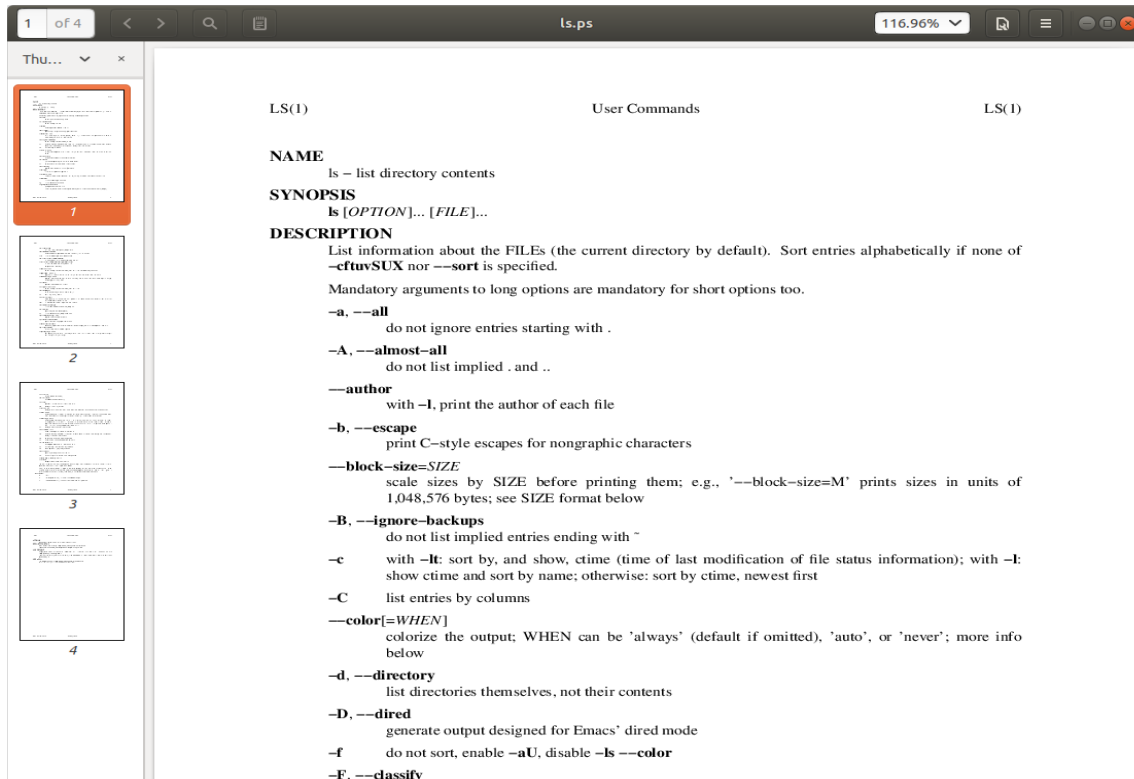 1 of 4
ls.ps
116.96%
Thu...
1
2
3
4
LS(1) User Commands LS(1)
NAME
ls − list directory contents
SYNOPSIS
ls [OPTION]... [FILE]...
DESCRIPTION
List information about the FILEs (the current directory by default). Sort entries alphabetically if none of
−cftuvSUX nor −−sort is specified.
Mandatory arguments to long options are mandatory for short options too.
−a, −−all
do not ignore entries starting with .
−A, −−almost−all
do not list implied . and ..
−−author
with −l, print the author of each file
−b, −−escape
print C−style escapes for nongraphic characters
−−block−size=SIZE
scale sizes by SIZE before printing them; e.g., '−−block−size=M' prints sizes in units of
1,048,576 bytes; see SIZE format below
−B, −−ignore−backups
do not list implied entries ending with ~
−c with −lt: sort by, and show, ctime (time of last modification of file status information); with −l:
show ctime and sort by name; otherwise: sort by ctime, newest first
−C list entries by columns
−−color[=WHEN]
colorize the output; WHEN can be 'always' (default if omitted), 'auto', or 'never'; more info
below
−d, −−directory
list directories themselves, not their contents
−D, −−dired
generate output designed for Emacs' dired mode
−f do not sort, enable −aU, disable −ls −−color
−F, −−classify